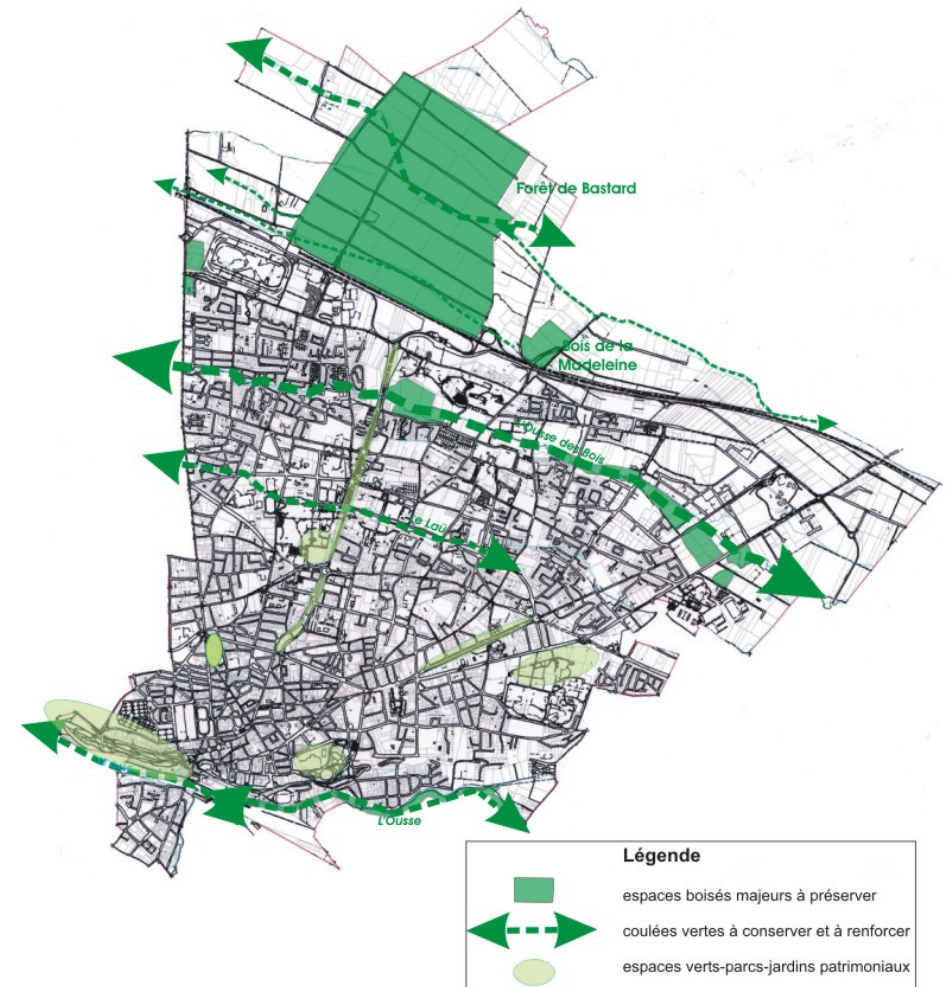 Forêt de Bastard
Bois de la
Madeleine
L'Ousse des Bois
Le Laü
L'Ousse
Légende
espaces boisés majeurs à préserver
coulées vertes à conserver et à renforcer
espaces verts-parcs-jardins patrimoniaux